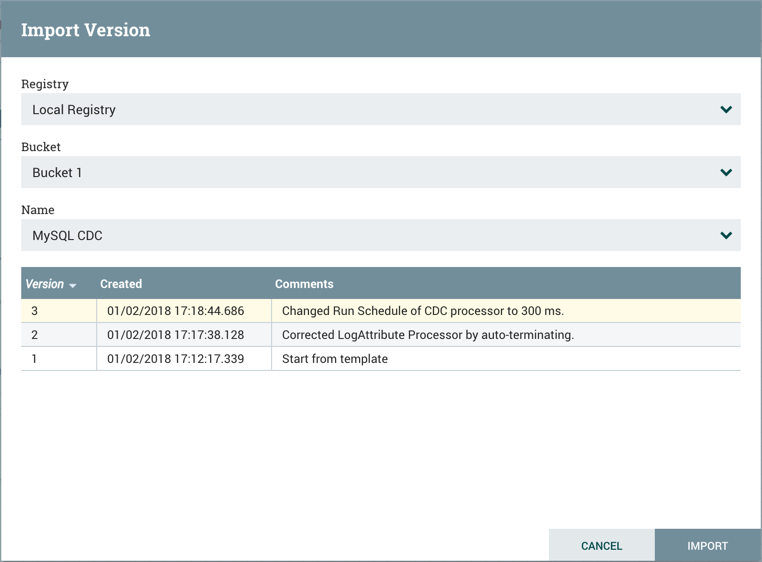 Import Version
Registry
Local Registry
Bucket
Bucket 1
Name
MySQL CDC
Version Created Comments
3 01/02/2018 17:18:44.686 Changed Run Schedule of CDC processor to 300 ms.
2 01/02/2018 17:17:38.128 Corrected LogAttribute Processor by auto-terminating.
1 01/02/2018 17:12:17.339 Start from template
CANCEL IMPORT